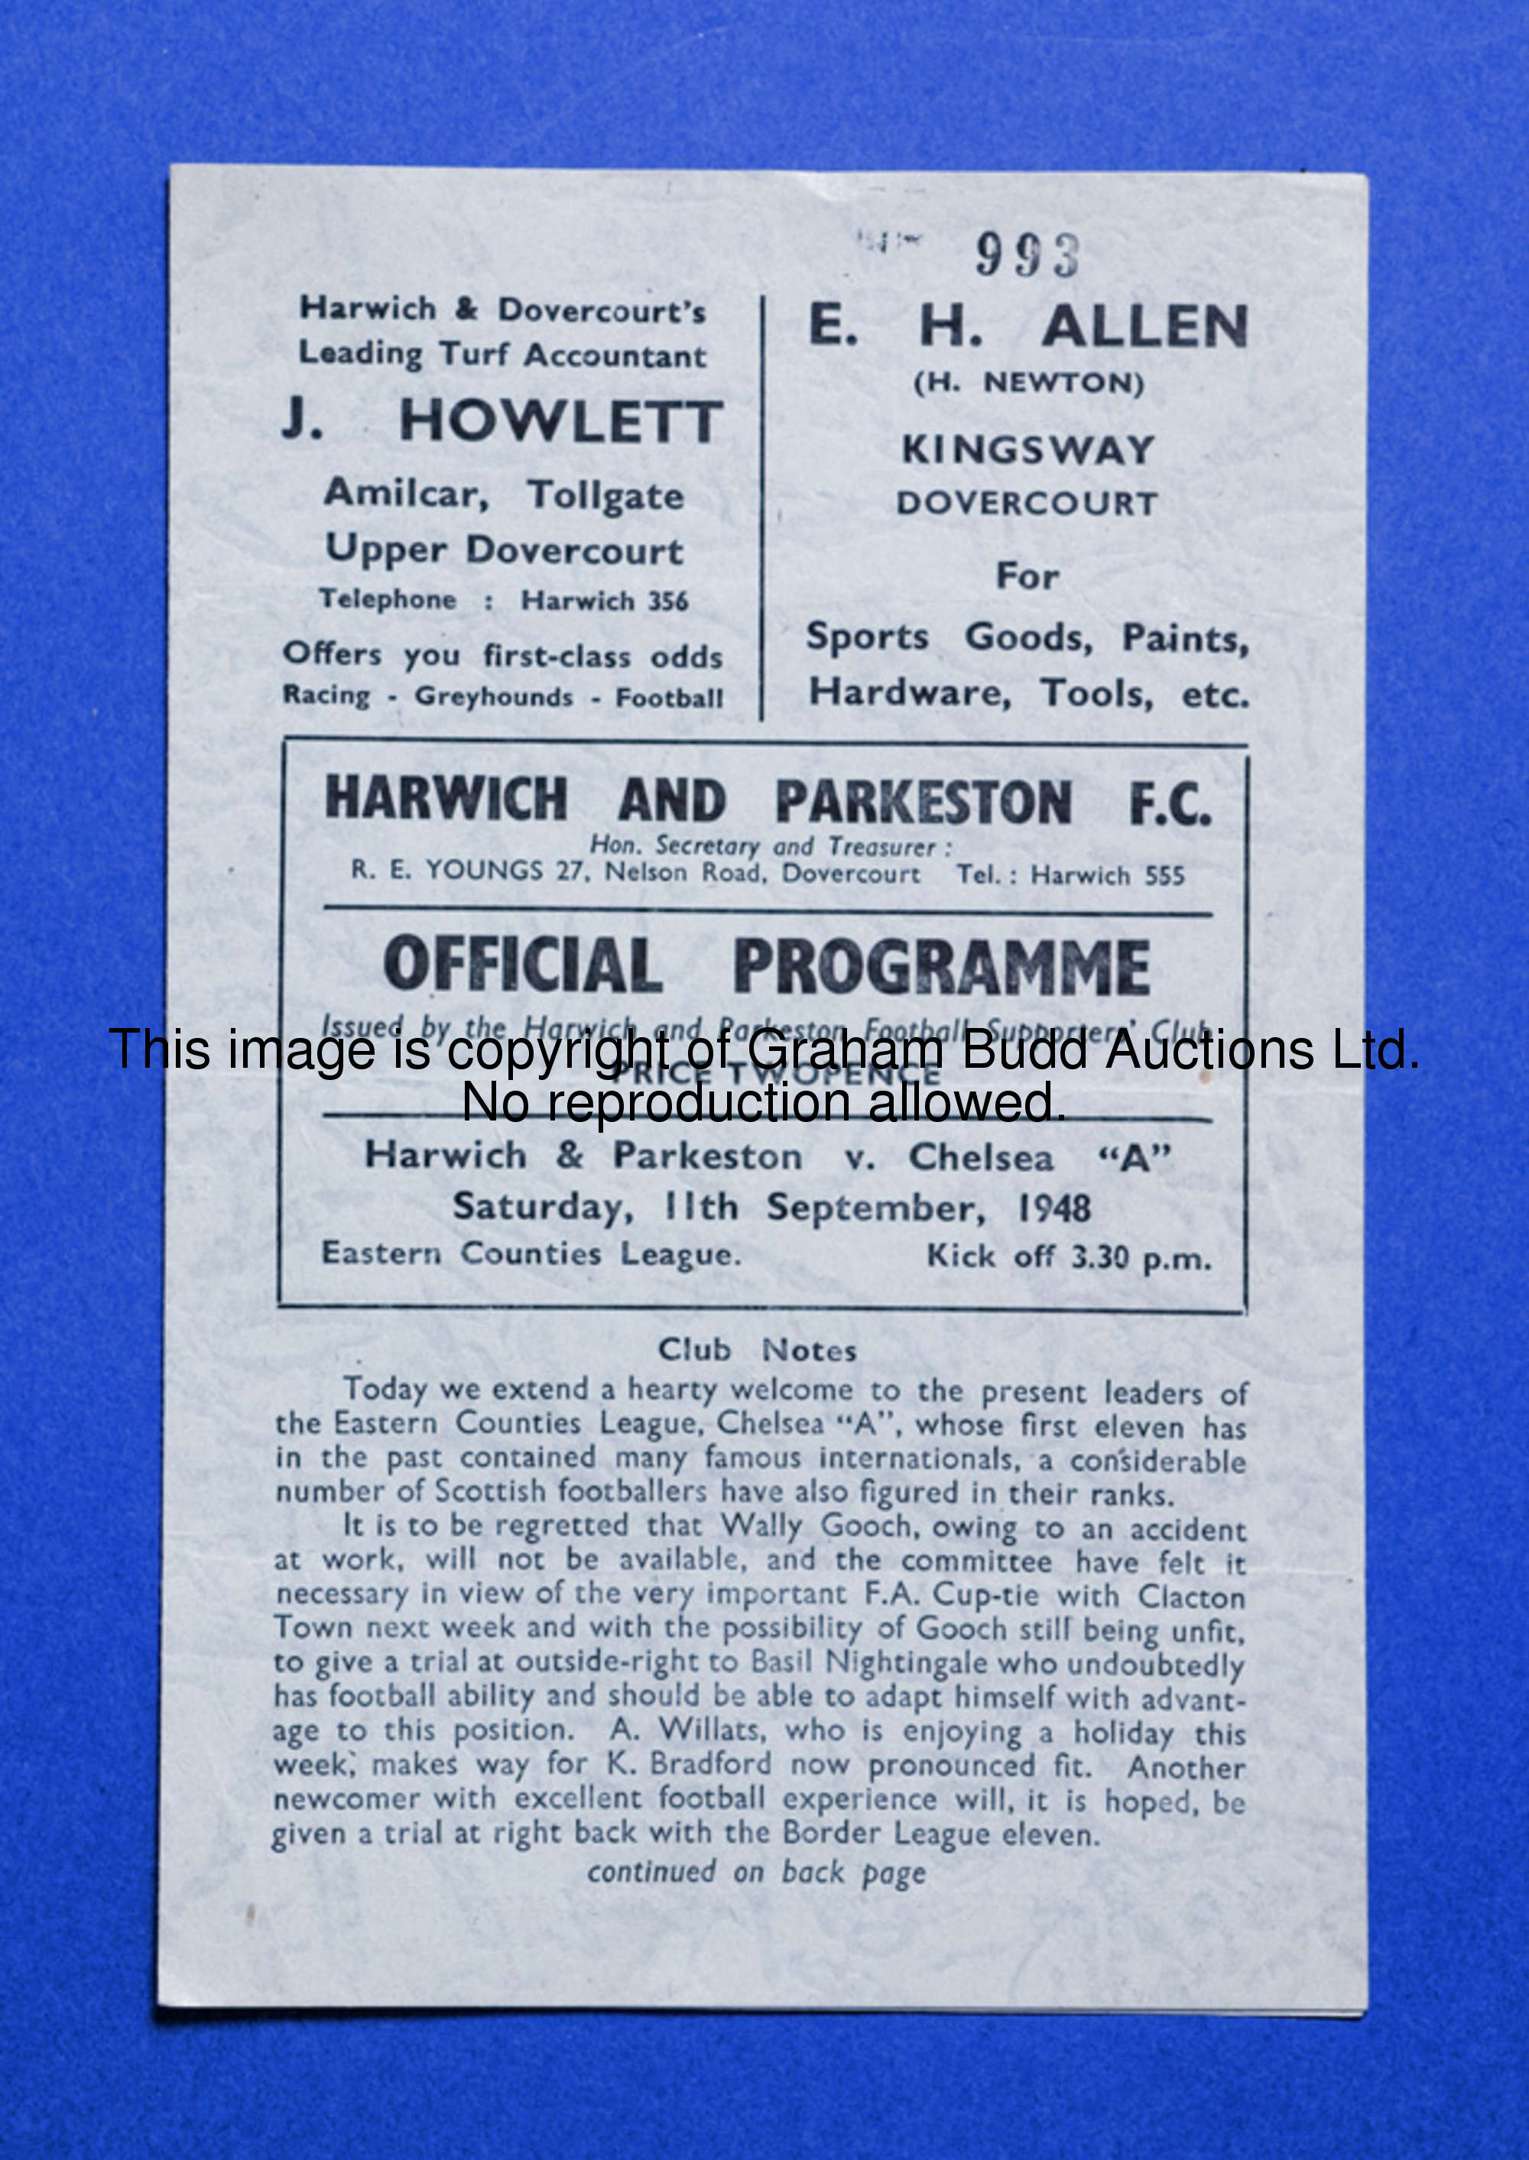 993
Harwich & Dovercourt's
Leading Turf Accountant
J. HOWLETT
Amilcar, Tollgate
Upper Dovercourt
Telephone : Harwich 356
Offers you first-class odds
Racing - Greyhounds - Football
E. H. ALLEN
(H. NEWTON)
KINGSWAY
DOVERCOURT
For
Sports Goods, Paints,
Hardware, Tools, etc.
HARWICH AND PARKESTON F.C.
Hon. Secretary and Treasurer :
R. E. YOUNGS 27, Nelson Road, Dovercourt Tel. : Harwich 555
OFFICIAL PROGRAMME
Issued by the Harwich and Parkeston Football Supporters' Club
This image is copyright of Graham Budd Auctions Ltd.
PRICE TWOPENCE
No reproduction allowed.
Harwich & Parkeston v. Chelsea "A"
Saturday, 11th September, 1948
Eastern Counties League. Kick off 3.30 p.m.
Club Notes
Today we extend a hearty welcome to the present leaders of
the Eastern Counties League, Chelsea "A", whose first eleven has
in the past contained many famous internationals, a considerable
number of Scottish footballers have also figured in their ranks.
It is to be regretted that Wally Gooch, owing to an accident
at work, will not be available, and the committee have felt it
necessary in view of the very important F.A. Cup-tie with Clacton
Town next week and with the possibility of Gooch still being unfit,
to give a trial at outside-right to Basil Nightingale who undoubtedly
has football ability and should be able to adapt himself with advant-
age to this position. A. Willats, who is enjoying a holiday this
week, makes way for K. Bradford now pronounced fit. Another
newcomer with excellent football experience will, it is hoped, be
given a trial at right back with the Border League eleven.
continued on back page